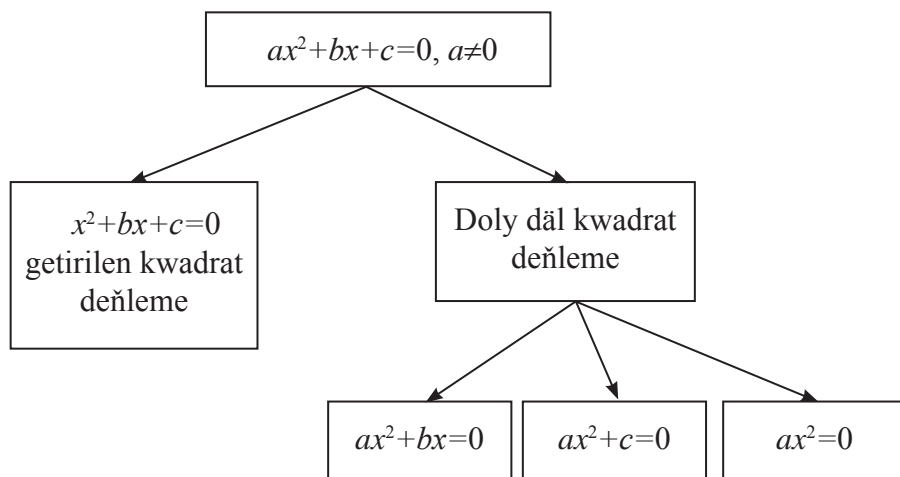 ax²+bx+c=0, a≠0
x²+bx+c=0
getirilen kwadrat
deňleme
Doly däl kwadrat
deňleme
ax²+bx=0
ax²+c=0
ax²=0